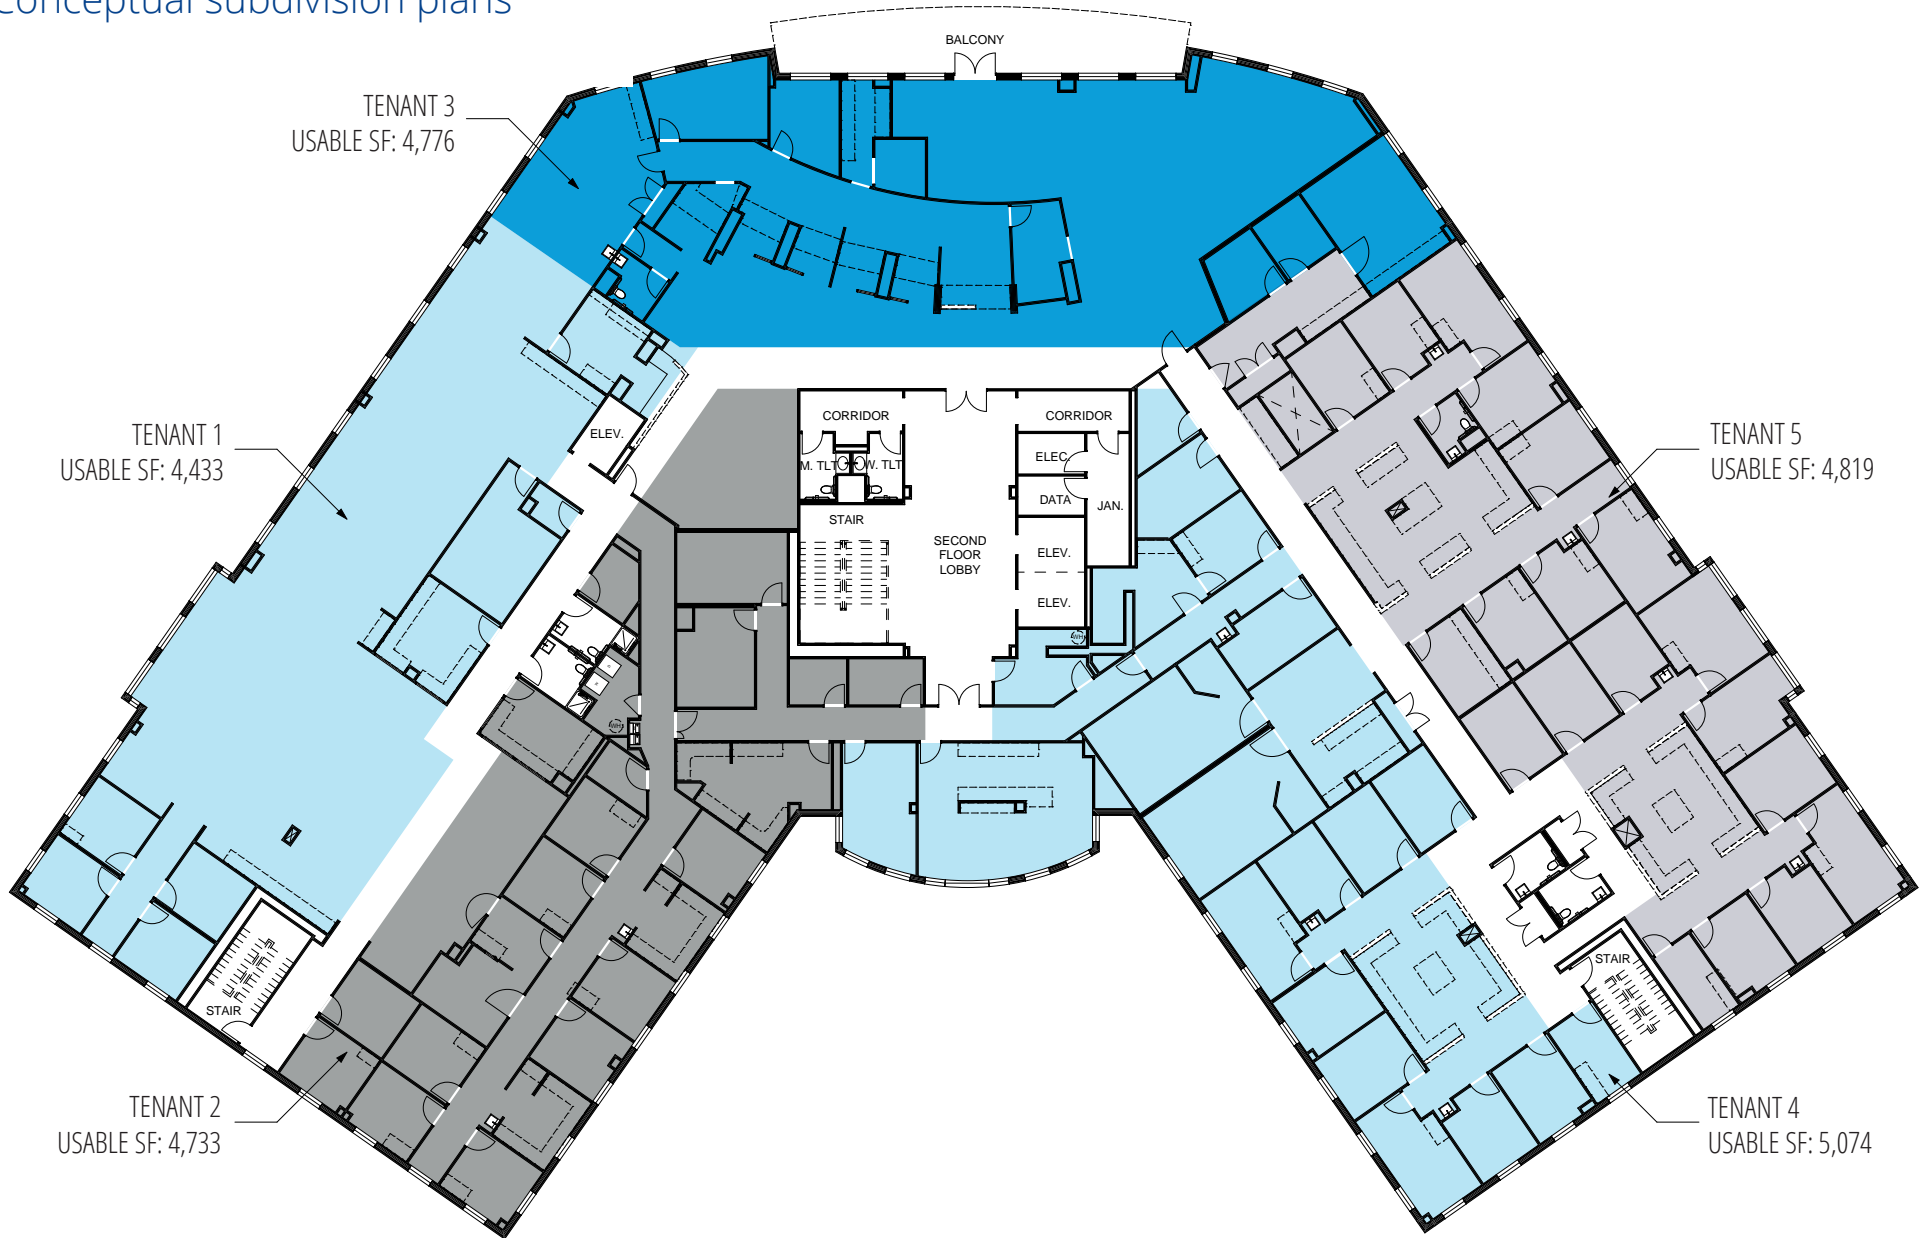 Conceptual subdivision plans
BALCONY
TENANT 3
USABLE SF: 4,776
TENANT 1
USABLE SF: 4,433
TENANT 5
USABLE SF: 4,819
CORRIDOR
CORRIDOR
ELEV.
ELEC.
M. TLT
W. TLT
DATA
JAN.
STAIR
SECOND
FLOOR
LOBBY
ELEV.
ELEV.
WH
WH
STAIR
STAIR
TENANT 2
USABLE SF: 4,733
TENANT 4
USABLE SF: 5,074